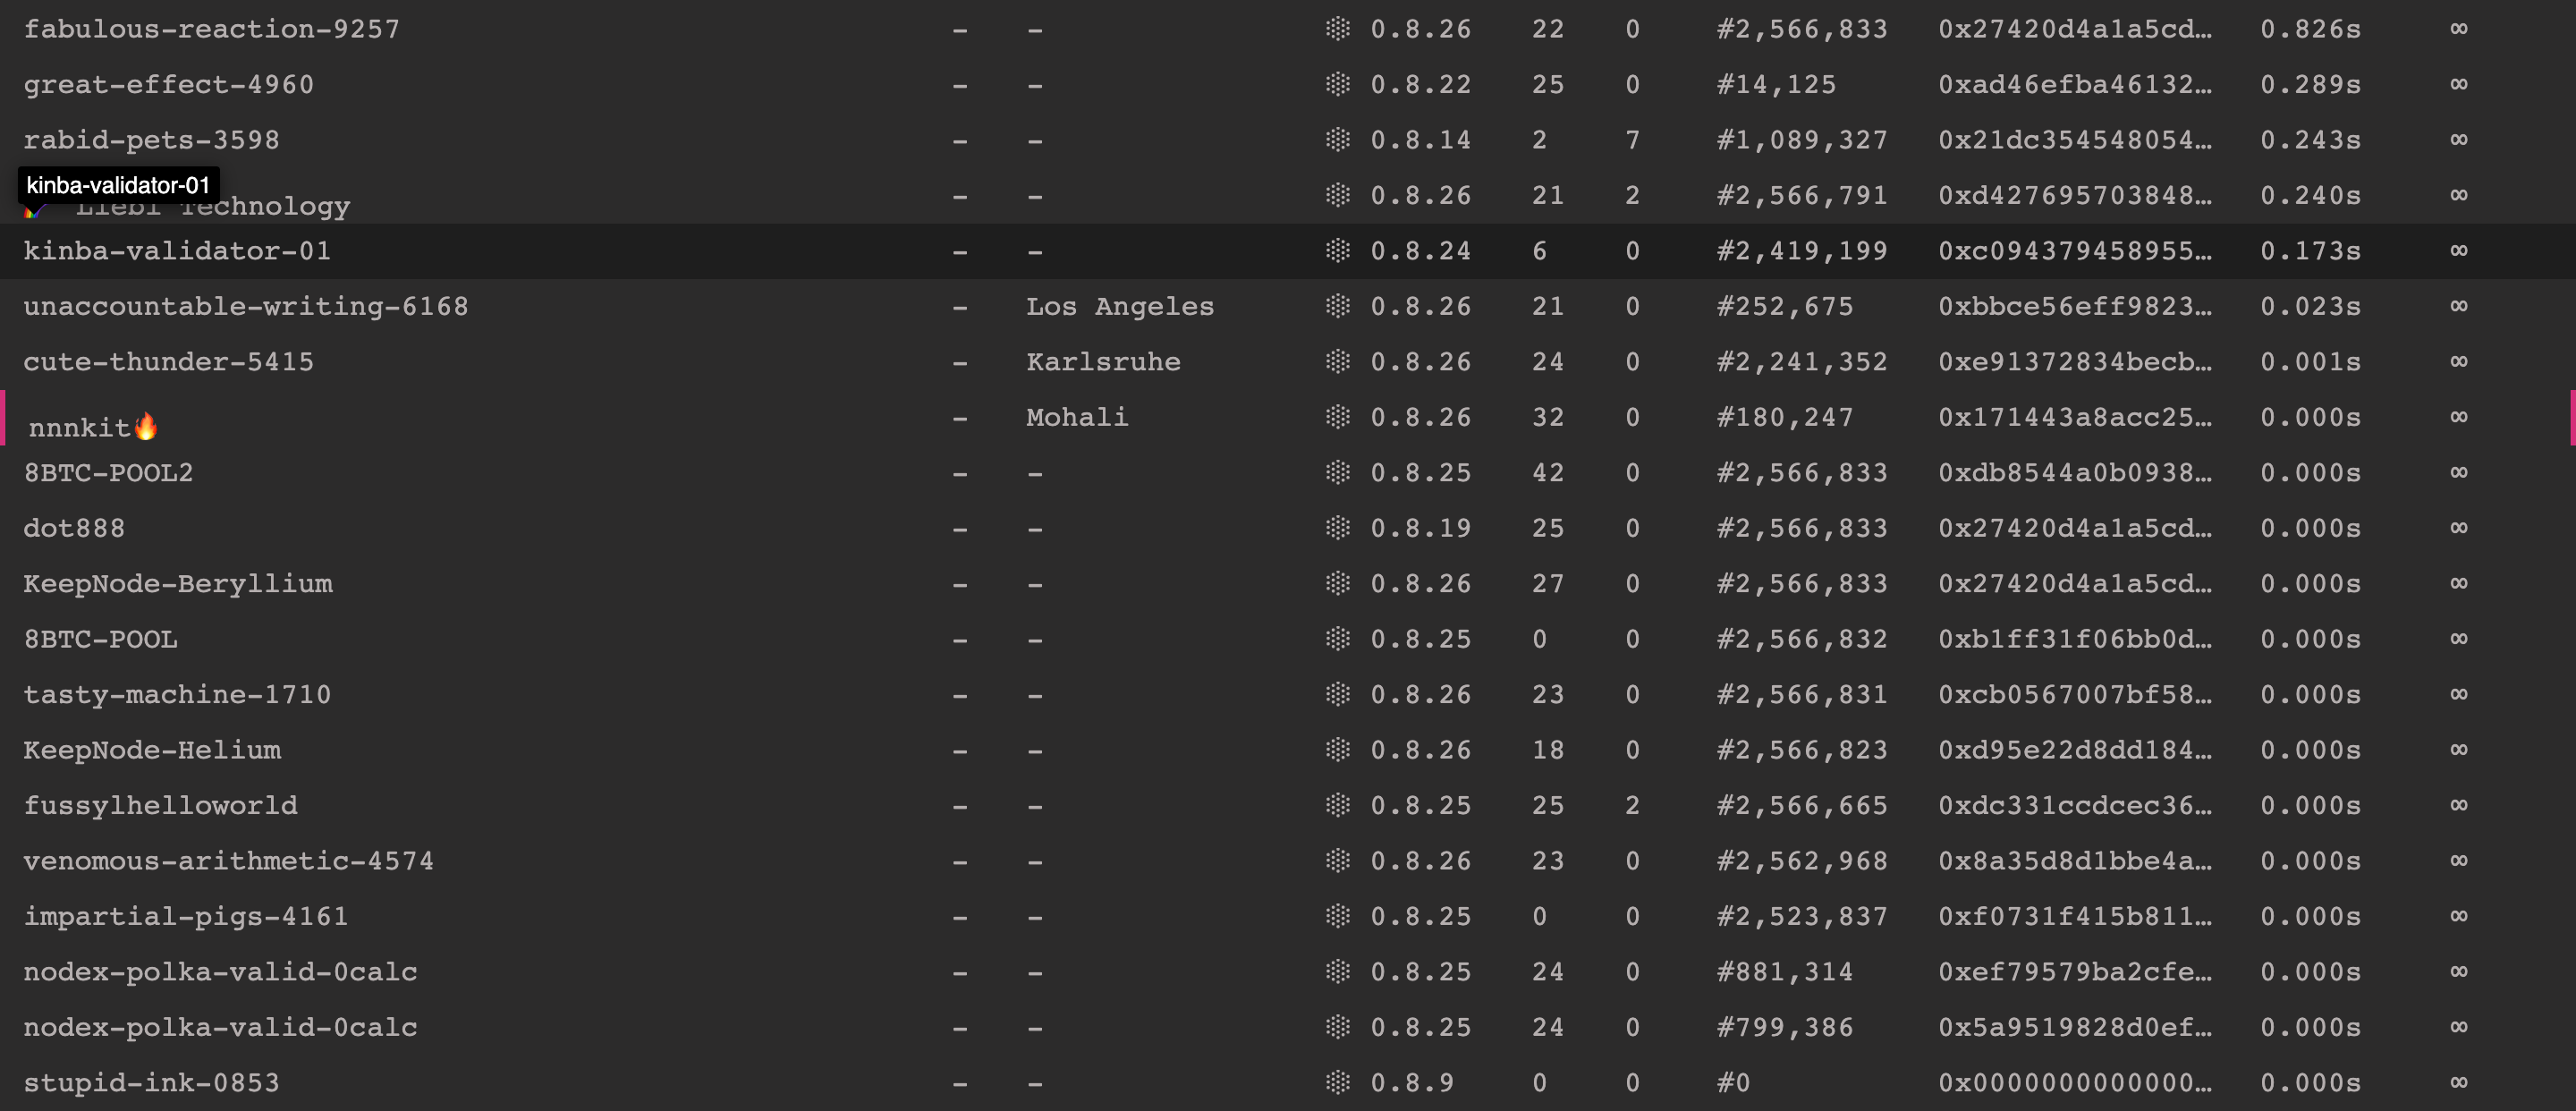 fabulous-reaction-9257 – – 0.8.26 22 0 #2,566,833 0x27420d4a1a5cd… 0.826s ∞
great-effect-4960 – – 0.8.22 25 0 #14,125 0xad46efba46132… 0.289s ∞
rabid-pets-3598 – – 0.8.14 2 7 #1,089,327 0x21dc354548054… 0.243s ∞
kinba-validator-01
Technology – – 0.8.26 21 2 #2,566,791 0xd427695703848… 0.240s ∞
kinba-validator-01 – – 0.8.24 6 0 #2,419,199 0xc094379458955… 0.173s ∞
unaccountable-writing-6168 – Los Angeles 0.8.26 21 0 #252,675 0xbbce56eff9823… 0.023s ∞
cute-thunder-5415 – Karlsruhe 0.8.26 24 0 #2,241,352 0xe91372834becb… 0.001s ∞
nnnkit🔥 – Mohali 0.8.26 32 0 #180,247 0x171443a8acc25… 0.000s ∞
8BTC-POOL2 – – 0.8.25 42 0 #2,566,833 0xdb8544a0b0938… 0.000s ∞
dot888 – – 0.8.19 25 0 #2,566,833 0x27420d4a1a5cd… 0.000s ∞
KeepNode-Beryllium – – 0.8.26 27 0 #2,566,833 0x27420d4a1a5cd… 0.000s ∞
8BTC-POOL – – 0.8.25 0 0 #2,566,832 0xb1ff31f06bb0d… 0.000s ∞
tasty-machine-1710 – – 0.8.26 23 0 #2,566,831 0xcb0567007bf58… 0.000s ∞
KeepNode-Helium – – 0.8.26 18 0 #2,566,823 0xd95e22d8dd184… 0.000s ∞
fussylhelloworld – – 0.8.25 25 2 #2,566,665 0xdc331ccdcec36… 0.000s ∞
venomous-arithmetic-4574 – – 0.8.26 23 0 #2,562,968 0x8a35d8d1bbe4a… 0.000s ∞
impartial-pigs-4161 – – 0.8.25 0 0 #2,523,837 0xf0731f415b811… 0.000s ∞
nodex-polka-valid-0calc – – 0.8.25 24 0 #881,314 0xef79579ba2cfe… 0.000s ∞
nodex-polka-valid-0calc – – 0.8.25 24 0 #799,386 0x5a9519828d0ef… 0.000s ∞
stupid-ink-0853 – – 0.8.9 0 0 #0 0x0000000000000… 0.000s ∞